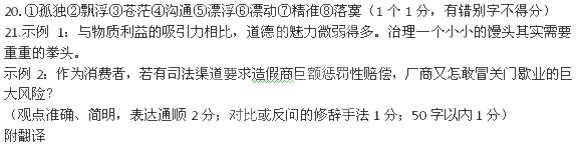 20.①孤独②飘浮③苍茫④沟通⑤漂浮⑥漂动⑦精准⑧落寞（1个1分，有错别字不得分）
21.示例 1：与物质利益的吸引力相比，道德的魅力微弱得多。治理一个小小的馒头其实需要
重重的拳头。
示例 2：作为消费者，若有司法渠道要求造假商巨额惩罚性赔偿，厂商又怎敢冒关门歇业的巨
大风险？
（观点准确、简明，表达通顺 2分；对比或反问的修辞手法 1分；50 字以内 1 分）
附翻译